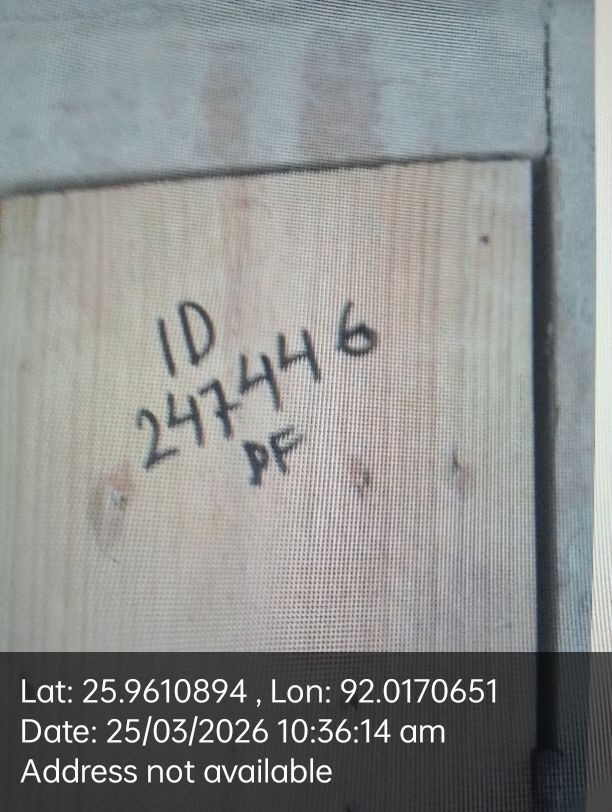 ID
247446
DF
Lat: 25.9610894 , Lon: 92.0170651
Date: 25/03/2026 10:36:14 am
Address not available